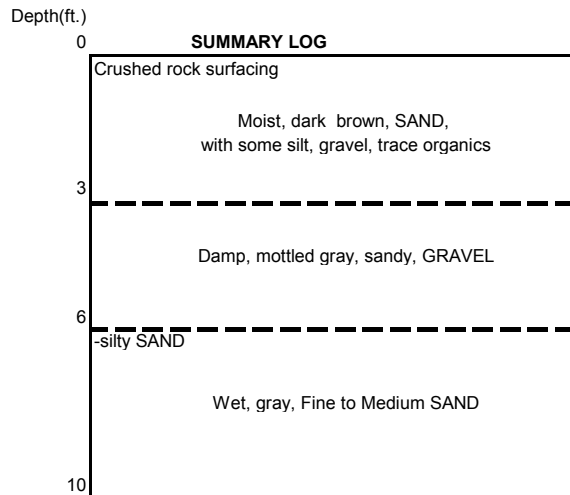 Depth(ft.)
0
SUMMARY LOG
Crushed rock surfacing
Moist, dark brown, SAND,
with some silt, gravel, trace organics
3
Damp, mottled gray, sandy, GRAVEL
6
-silty SAND
Wet, gray, Fine to Medium SAND
10